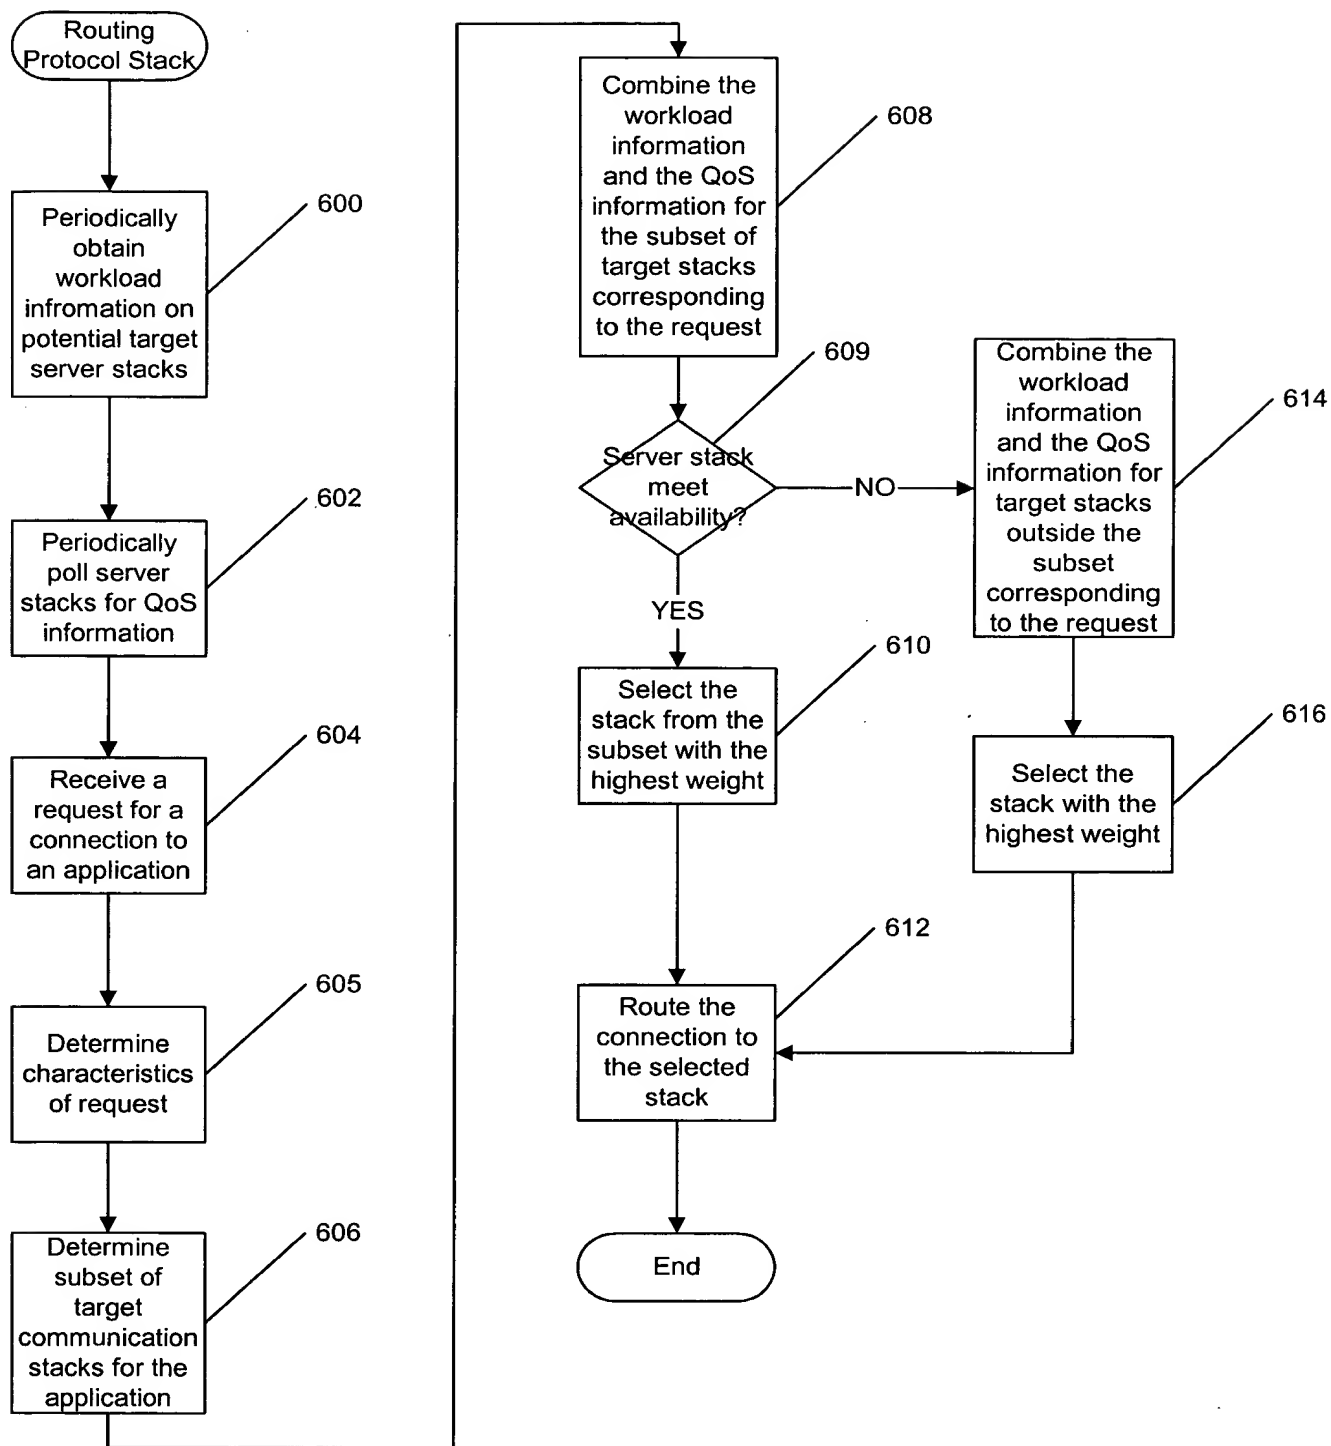 Routing
Protocol Stack
Periodically
obtain
workload
infromation on
potential target
server stacks
600
Periodically
poll server
stacks for QoS
information
602
Receive a
request for a
connection to
an application
604
Determine
characteristics
of request
605
Determine
subset of
target
communication
stacks for the
application
606
Combine the
workload
information
and the QoS
information for
the subset of
target stacks
corresponding
to the request
608
Server stack
meet
availability?
609
NO
YES
Combine the
workload
information
and the QoS
information for
target stacks
outside the
subset
corresponding
to the request
614
Select the
stack from the
subset with the
highest weight
610
Select the
stack with the
highest weight
616
Route the
connection to
the selected
stack
612
End